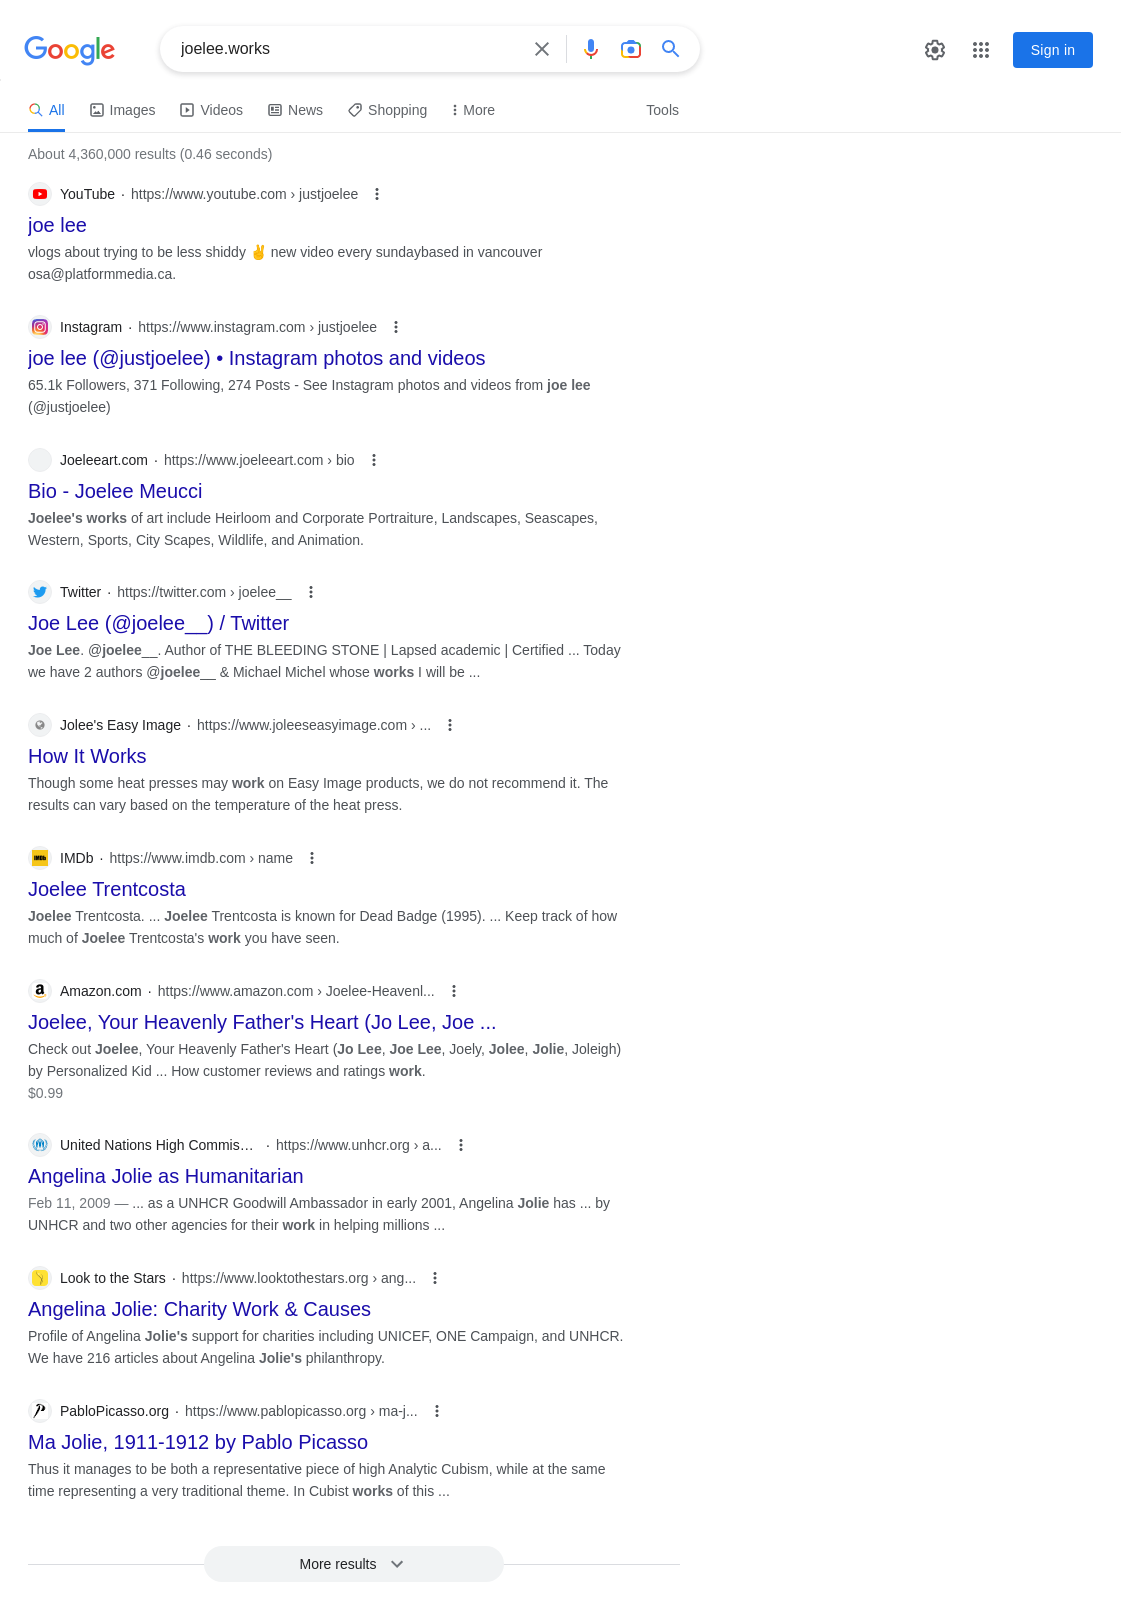 Google
joelee.works
Sign in
All
Images
Videos
News
Shopping
More
Tools
About 4,360,000 results (0.46 seconds)
YouTube · https://www.youtube.com › justjoelee
joe lee
vlogs about trying to be less shiddy ✌️ new video every sundaybased in vancouver
osa@platformmedia.ca.
Instagram · https://www.instagram.com › justjoelee
joe lee (@justjoelee) • Instagram photos and videos
65.1k Followers, 371 Following, 274 Posts - See Instagram photos and videos from joe lee
(@justjoelee)
Joeleeart.com · https://www.joeleeart.com › bio
Bio - Joelee Meucci
Joelee's works of art include Heirloom and Corporate Portraiture, Landscapes, Seascapes,
Western, Sports, City Scapes, Wildlife, and Animation.
Twitter · https://twitter.com › joelee__
Joe Lee (@joelee__) / Twitter
Joe Lee. @joelee__. Author of THE BLEEDING STONE | Lapsed academic | Certified ... Today
we have 2 authors @joelee__ & Michael Michel whose works I will be ...
Jolee's Easy Image · https://www.joleeseasyimage.com › ...
How It Works
Though some heat presses may work on Easy Image products, we do not recommend it. The
results can vary based on the temperature of the heat press.
IMDb
IMDb · https://www.imdb.com › name
Joelee Trentcosta
Joelee Trentcosta. ... Joelee Trentcosta is known for Dead Badge (1995). ... Keep track of how
much of Joelee Trentcosta's work you have seen.
Amazon.com · https://www.amazon.com › Joelee-Heavenl...
Joelee, Your Heavenly Father's Heart (Jo Lee, Joe ...
Check out Joelee, Your Heavenly Father's Heart (Jo Lee, Joe Lee, Joely, Jolee, Jolie, Joleigh)
by Personalized Kid ... How customer reviews and ratings work.
$0.99
United Nations High Commis… · https://www.unhcr.org › a...
Angelina Jolie as Humanitarian
Feb 11, 2009 — ... as a UNHCR Goodwill Ambassador in early 2001, Angelina Jolie has ... by
UNHCR and two other agencies for their work in helping millions ...
Look to the Stars · https://www.looktothestars.org › ang...
Angelina Jolie: Charity Work & Causes
Profile of Angelina Jolie's support for charities including UNICEF, ONE Campaign, and UNHCR.
We have 216 articles about Angelina Jolie's philanthropy.
PabloPicasso.org · https://www.pablopicasso.org › ma-j...
Ma Jolie, 1911-1912 by Pablo Picasso
Thus it manages to be both a representative piece of high Analytic Cubism, while at the same
time representing a very traditional theme. In Cubist works of this ...
More results